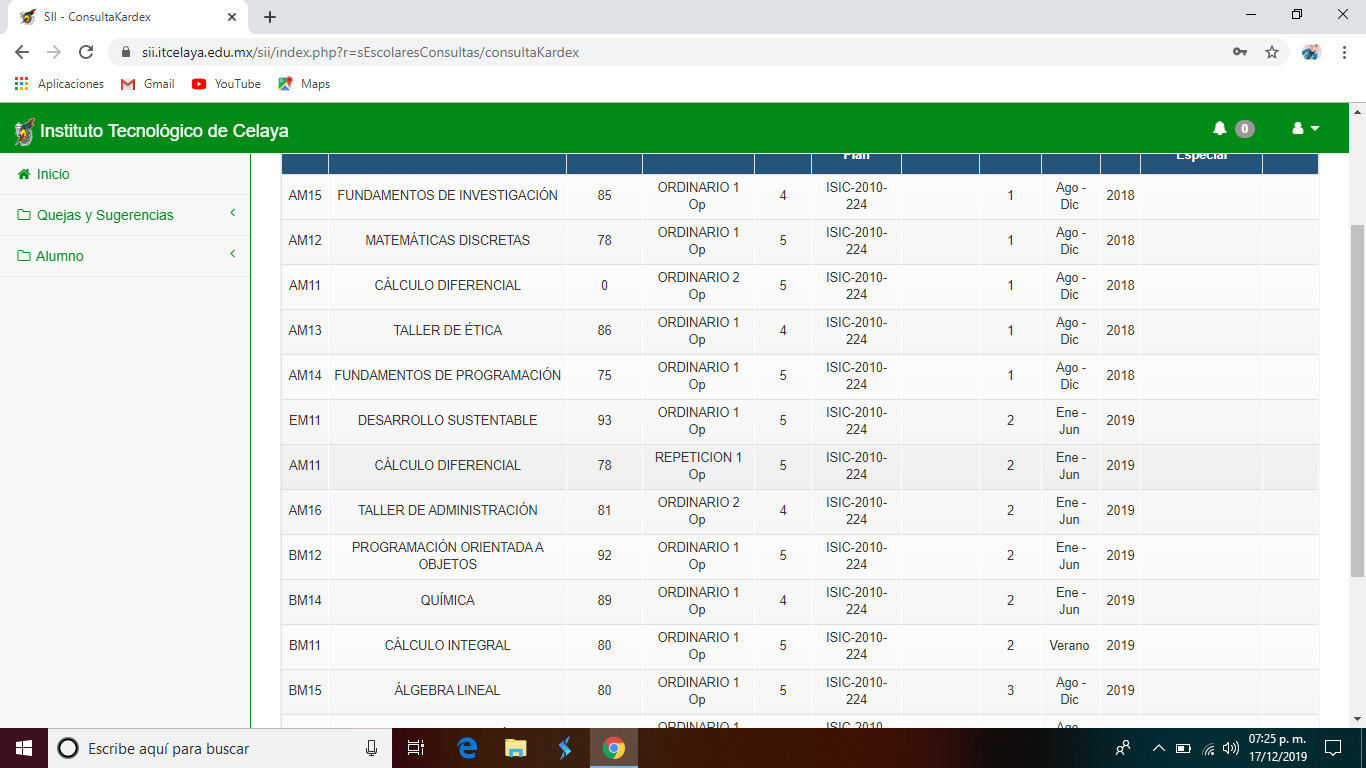 SII - ConsultaKardex
sii.itcelaya.edu.mx/sii/index.php?r=sEscolaresConsultas/consultaKardex
Aplicaciones Gmail YouTube Maps
Instituto Tecnológico de Celaya 0
Inicio
Quejas y Sugerencias
Alumno
Plan Especial
AM15 FUNDAMENTOS DE INVESTIGACIÓN 85 ORDINARIO 1 Op 4 ISIC-2010-224 1 Ago - Dic 2018
AM12 MATEMÁTICAS DISCRETAS 78 ORDINARIO 1 Op 5 ISIC-2010-224 1 Ago - Dic 2018
AM11 CÁLCULO DIFERENCIAL 0 ORDINARIO 2 Op 5 ISIC-2010-224 1 Ago - Dic 2018
AM13 TALLER DE ÉTICA 86 ORDINARIO 1 Op 4 ISIC-2010-224 1 Ago - Dic 2018
AM14 FUNDAMENTOS DE PROGRAMACIÓN 75 ORDINARIO 1 Op 5 ISIC-2010-224 1 Ago - Dic 2018
EM11 DESARROLLO SUSTENTABLE 93 ORDINARIO 1 Op 5 ISIC-2010-224 2 Ene - Jun 2019
AM11 CÁLCULO DIFERENCIAL 78 REPETICION 1 Op 5 ISIC-2010-224 2 Ene - Jun 2019
AM16 TALLER DE ADMINISTRACIÓN 81 ORDINARIO 2 Op 4 ISIC-2010-224 2 Ene - Jun 2019
BM12 PROGRAMACIÓN ORIENTADA A OBJETOS 92 ORDINARIO 1 Op 5 ISIC-2010-224 2 Ene - Jun 2019
BM14 QUÍMICA 89 ORDINARIO 1 Op 4 ISIC-2010-224 2 Ene - Jun 2019
BM11 CÁLCULO INTEGRAL 80 ORDINARIO 1 Op 5 ISIC-2010-224 2 Verano 2019
BM15 ÁLGEBRA LINEAL 80 ORDINARIO 1 Op 5 ISIC-2010-224 3 Ago - Dic 2019
ORDINARIO 1 ISIC-2010- Ago -
Escribe aquí para buscar
07:25 p. m.
17/12/2019